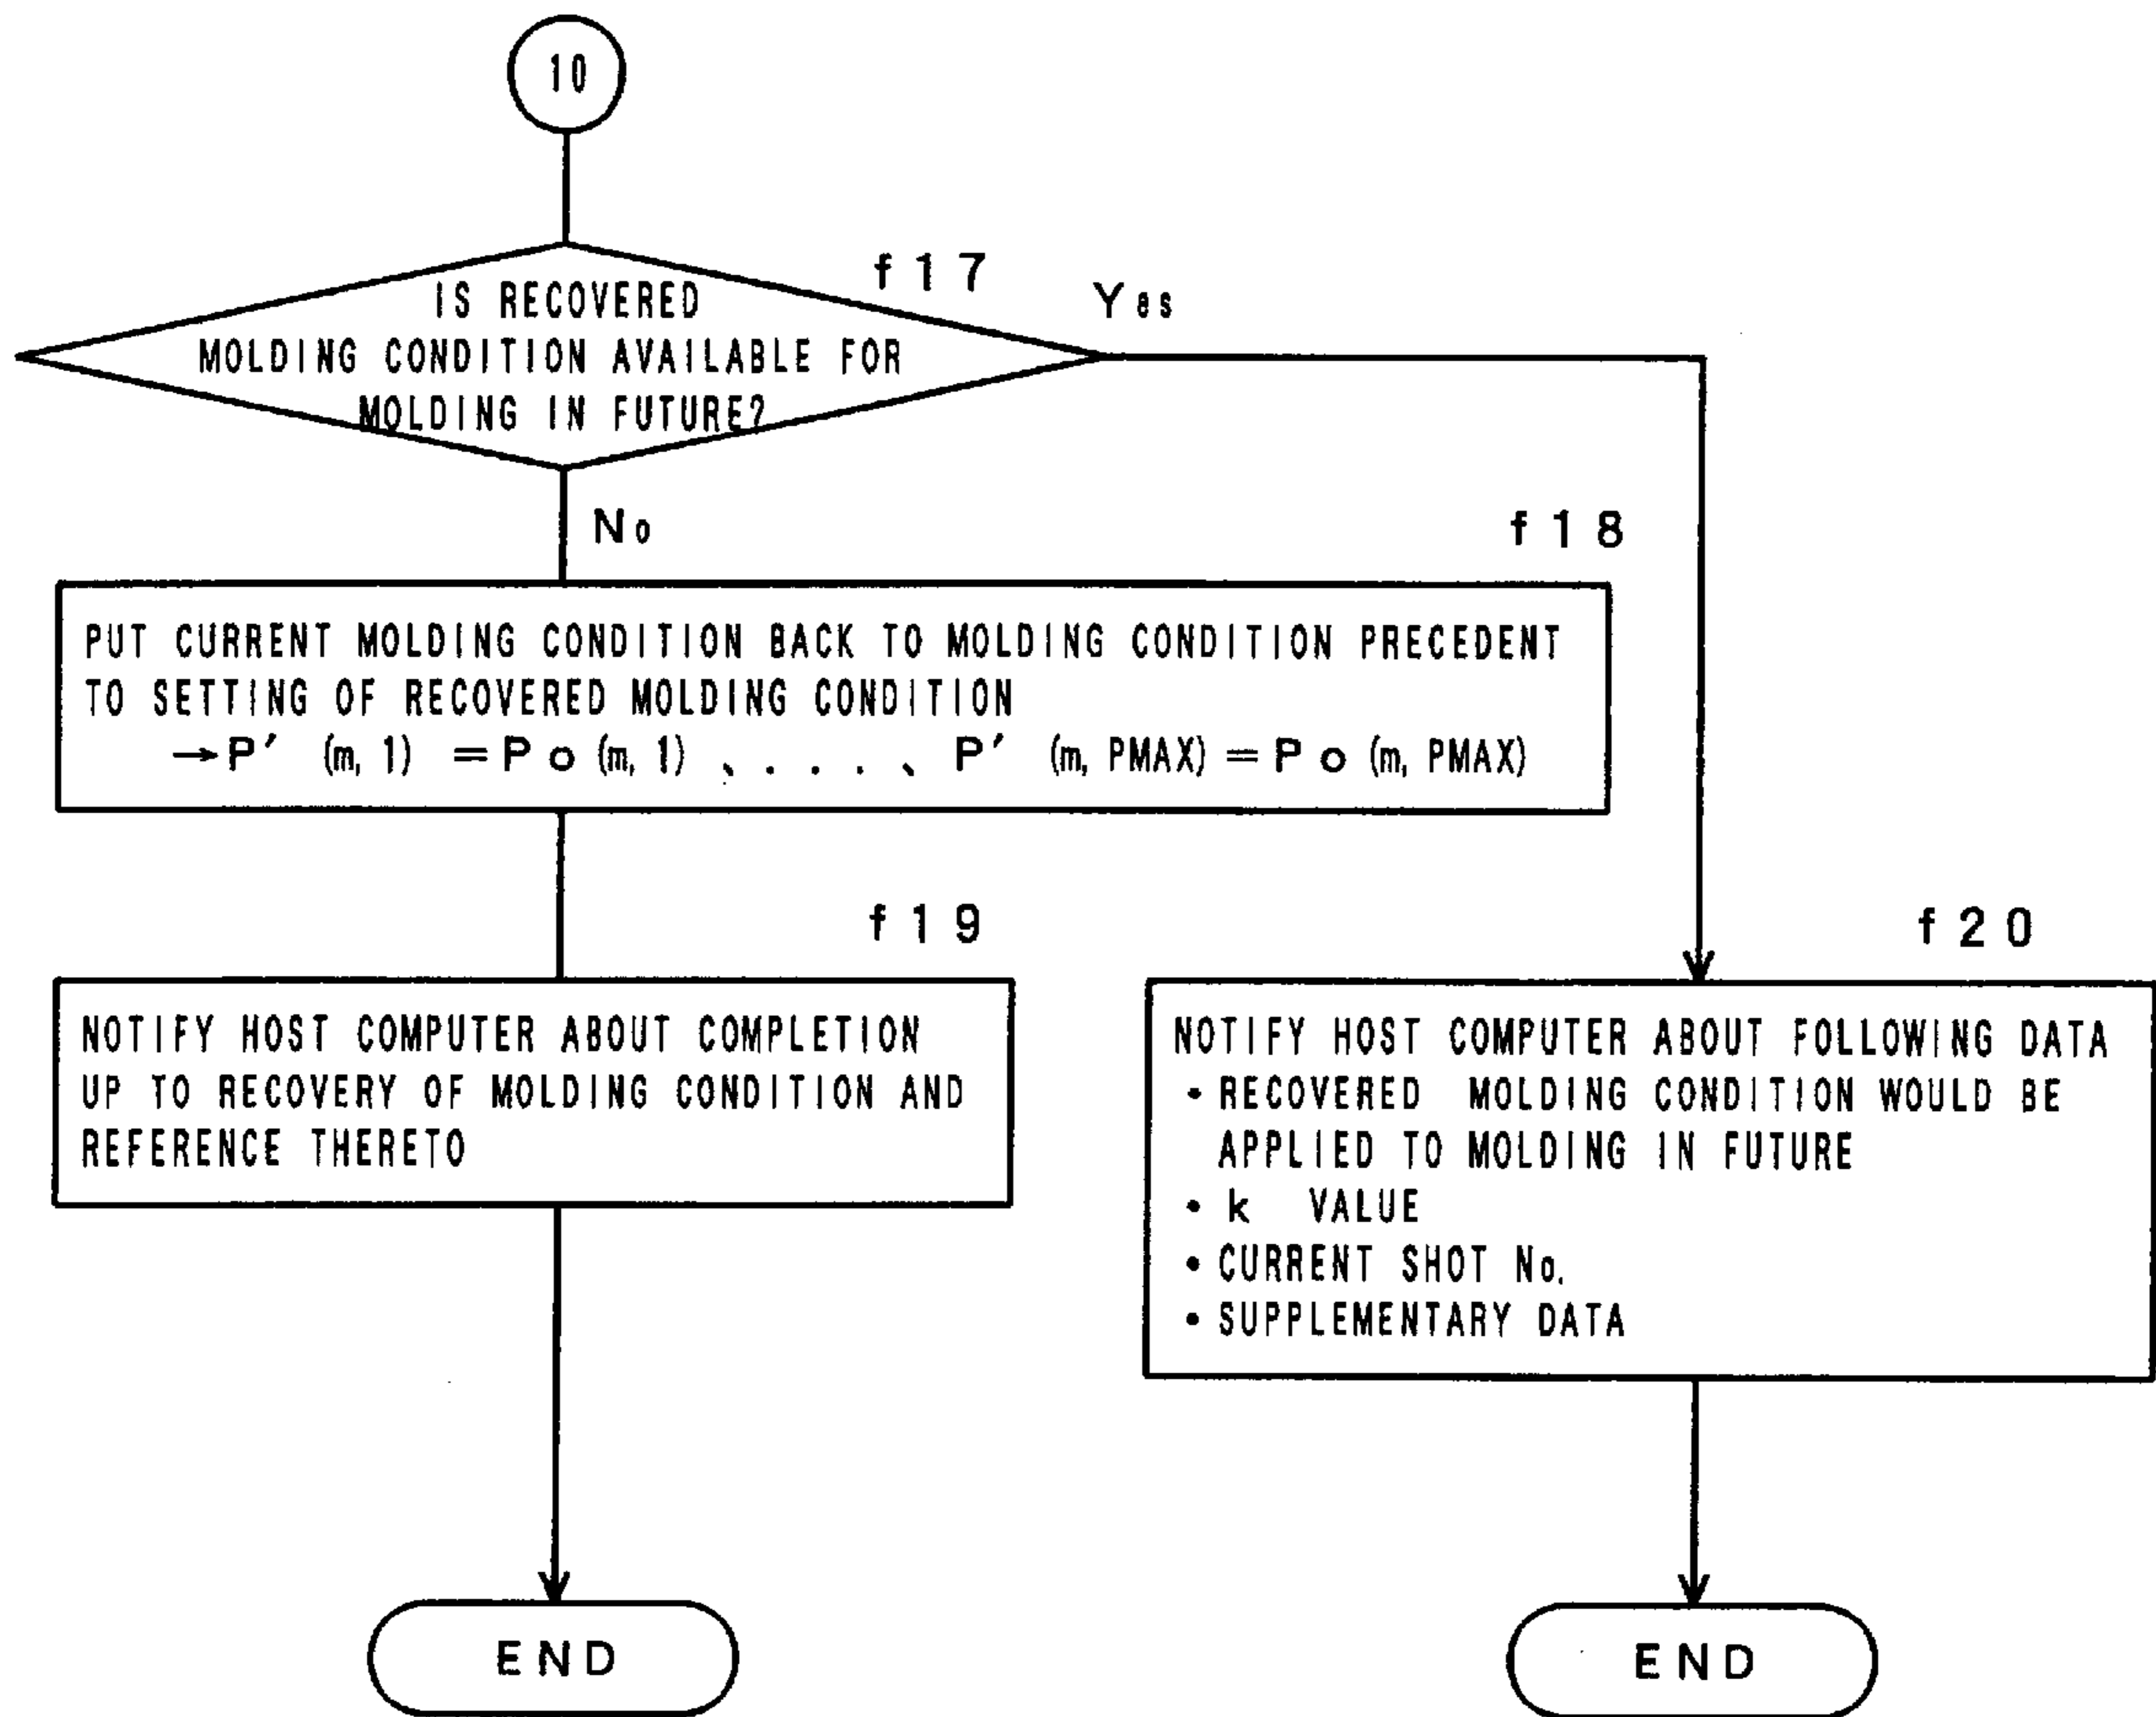 10
f17
Yes
IS RECOVERED
MOLDING CONDITION AVAILABLE FOR
MOLDING IN FUTURE?
No
f18
PUT CURRENT MOLDING CONDITION BACK TO MOLDING CONDITION PRECEDENT
TO SETTING OF RECOVERED MOLDING CONDITION
→P′ (m, 1) =Po (m, 1) 、. . . . 、 P′ (m, PMAX) = Po (m, PMAX)
f19
NOTIFY HOST COMPUTER ABOUT COMPLETION
UP TO RECOVERY OF MOLDING CONDITION AND
REFERENCE THERETO
f20
NOTIFY HOST COMPUTER ABOUT FOLLOWING DATA
• RECOVERED MOLDING CONDITION WOULD BE
APPLIED TO MOLDING IN FUTURE
• k VALUE
• CURRENT SHOT No.
• SUPPLEMENTARY DATA
END
END